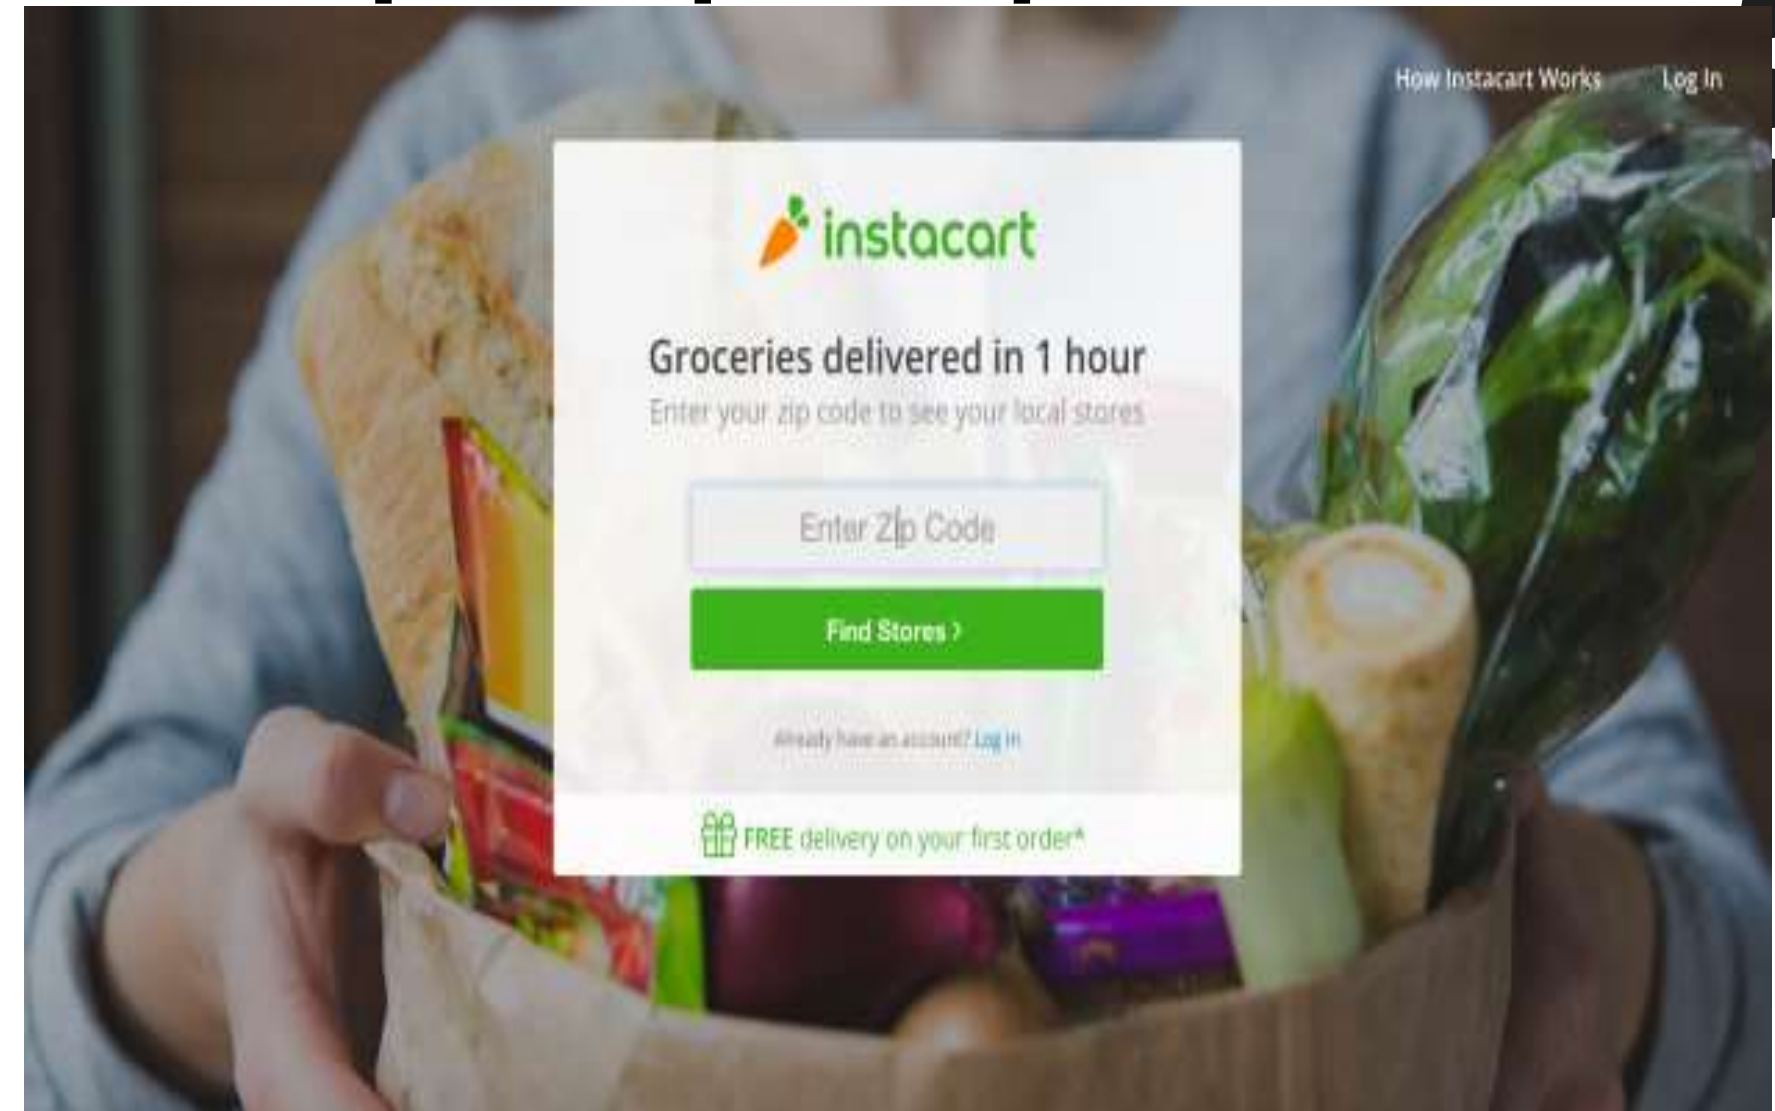 How Instacart Works Log In
instacart
Groceries delivered in 1 hour
Enter your zip code to see your local stores
Enter Zip Code
Find Stores >
Already have an account? Log in
FREE delivery on your first order*